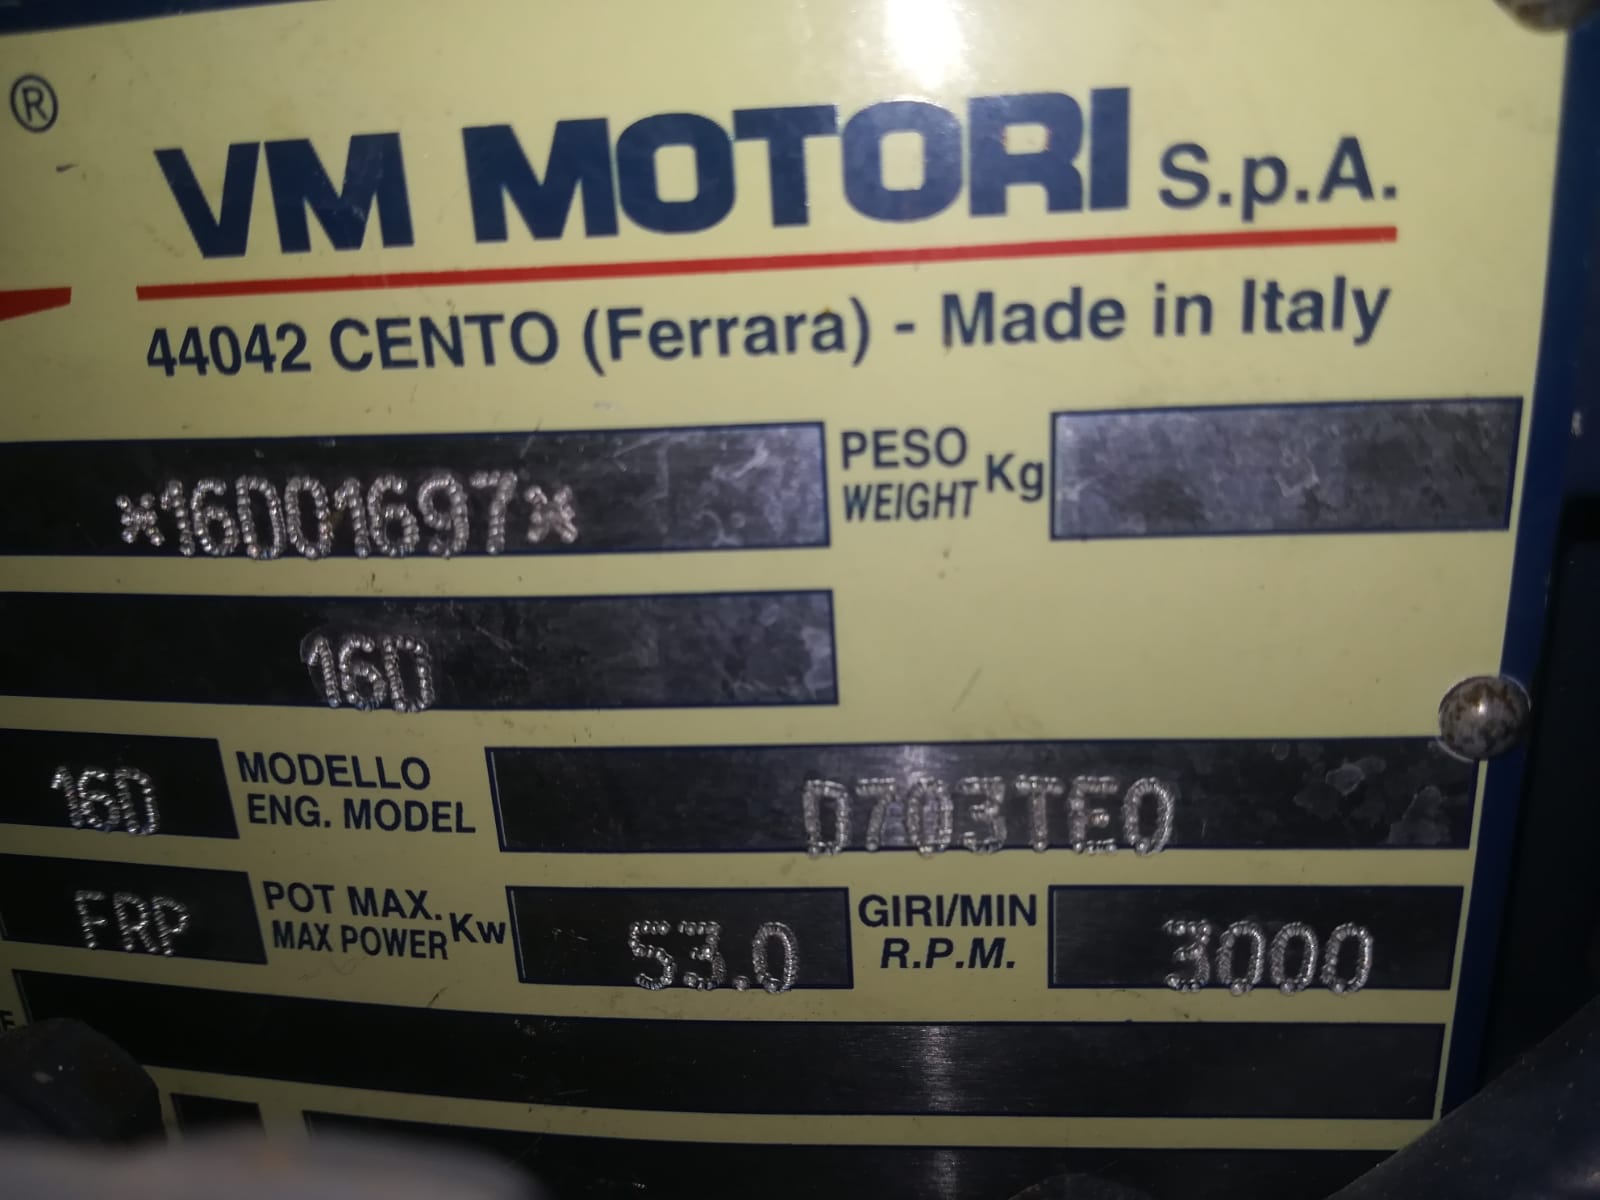 ®
VM MOTORI S.p.A.
44042 CENTO (Ferrara) - Made in Italy
*16D01697*
PESO
WEIGHT Kg
16D
16D
MODELLO
ENG. MODEL
D703TE0
FRP
POT MAX.
MAX POWER Kw
53.0
GIRI/MIN
R.P.M.
3000